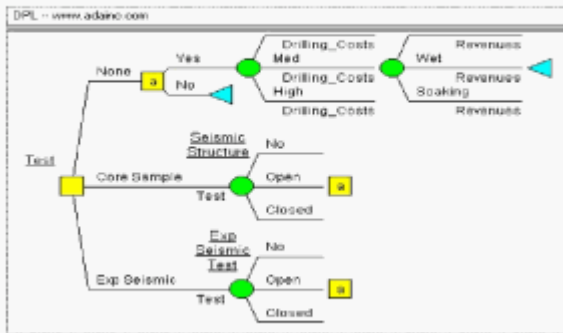 DPL -- www.adainc.com
Drilling_Costs
Revenues
Yes
Med
Wet
None
a
Drilling_Costs
Revenues
No
High
Soaking
Drilling_Costs
Revenues
Seismic
Structure
No
Test
Core Sample
Open
a
Test
Closed
Exp
Seismic
Test
No
Exp Seismic
Open
a
Test
Closed